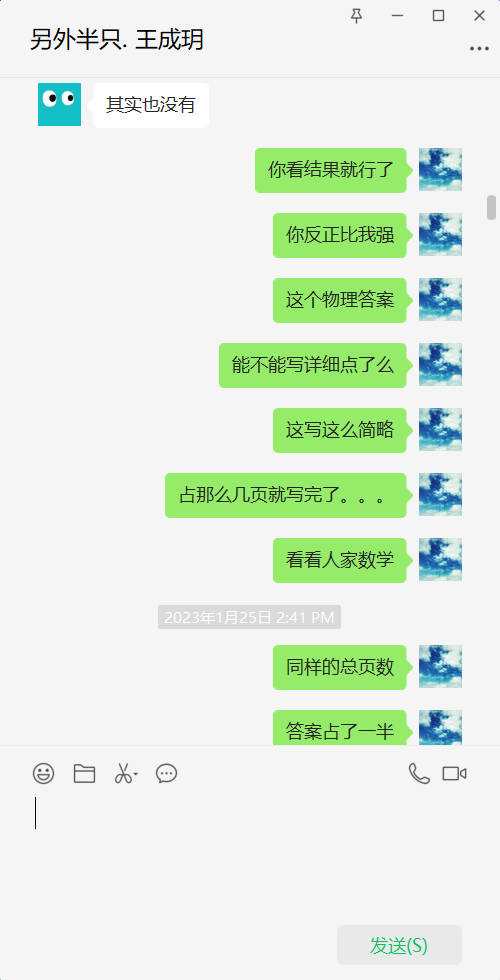 另外半只. 王成玥
其实也没有
你看结果就行了
你反正比我强
这个物理答案
能不能写详细点了么
这写这么简略
占那么几页就写完了。。。
看看人家数学
2023年1月25日 2:41 PM
同样的总页数
答案占了一半
发送(S)